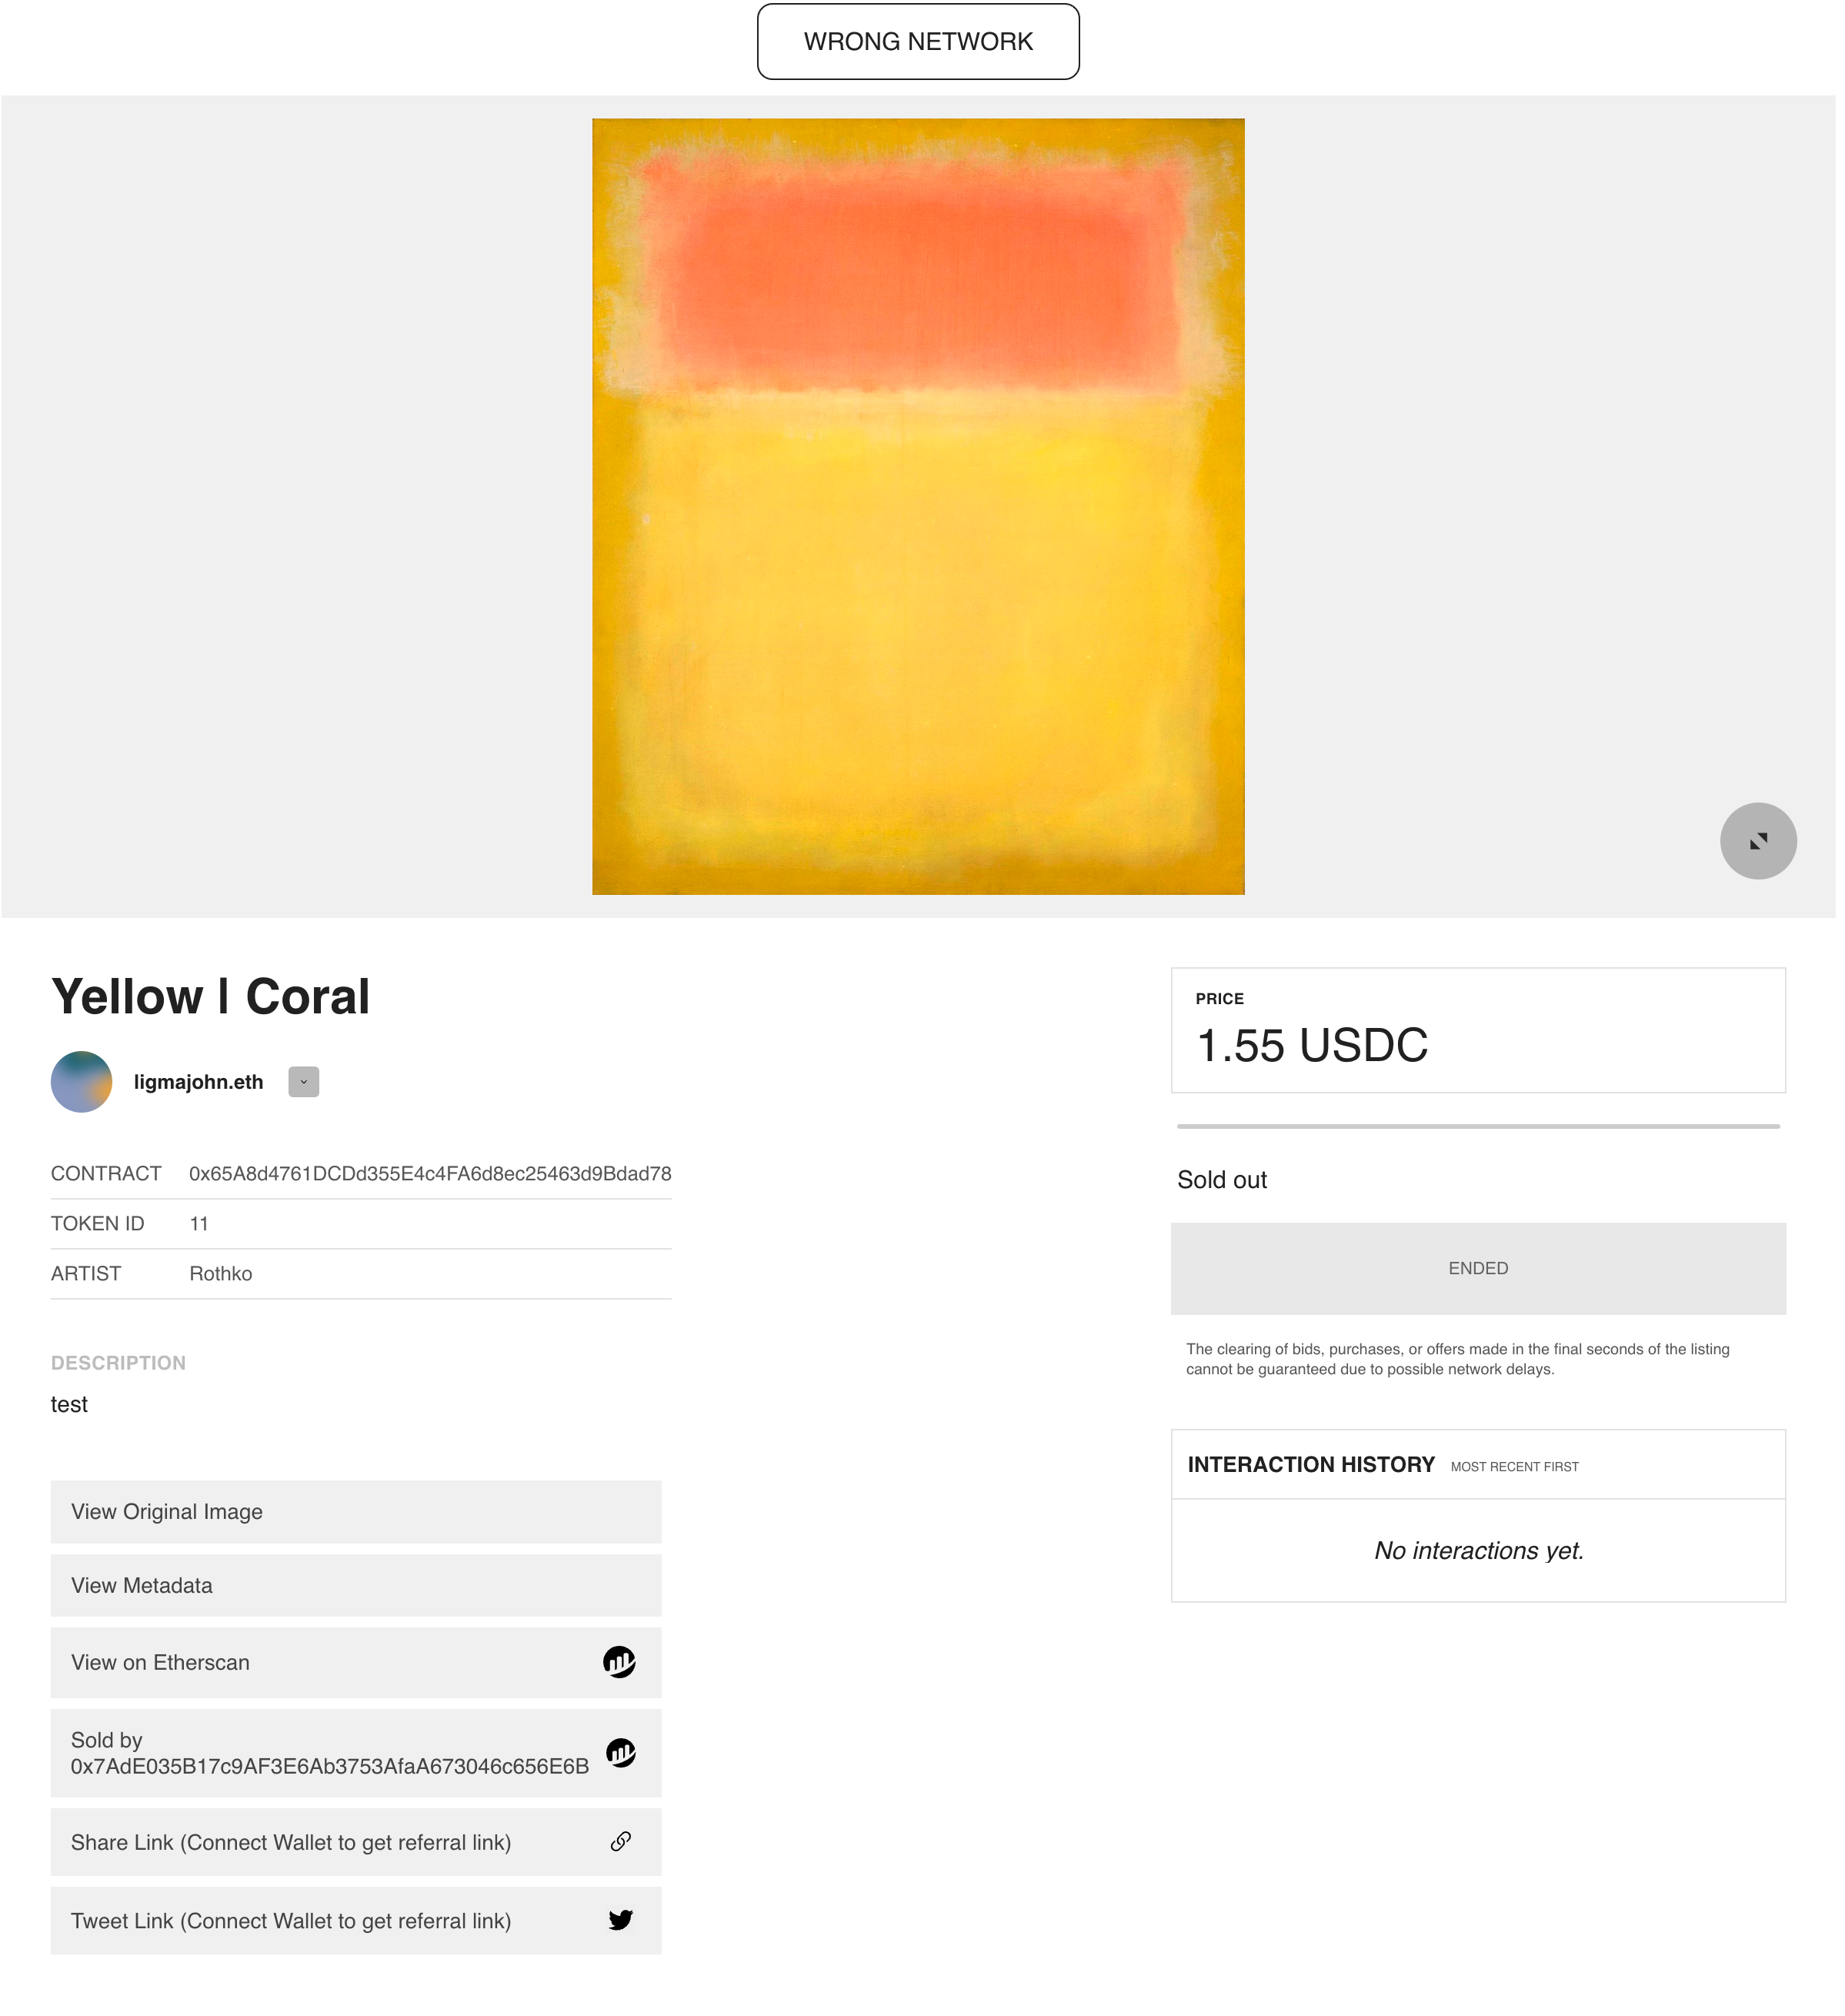 WRONG NETWORK
Yellow | Coral
ligmajohn.eth
CONTRACT 0x65A8d4761DCDd355E4c4FA6d8ec25463d9Bdad78
TOKEN ID 11
ARTIST Rothko
DESCRIPTION
test
View Original Image
View Metadata
View on Etherscan
Sold by
0x7AdE035B17c9AF3E6Ab3753AfaA673046c656E6B
Share Link (Connect Wallet to get referral link)
Tweet Link (Connect Wallet to get referral link)
PRICE
1.55 USDC
Sold out
ENDED
The clearing of bids, purchases, or offers made in the final seconds of the listing
cannot be guaranteed due to possible network delays.
INTERACTION HISTORY MOST RECENT FIRST
No interactions yet.